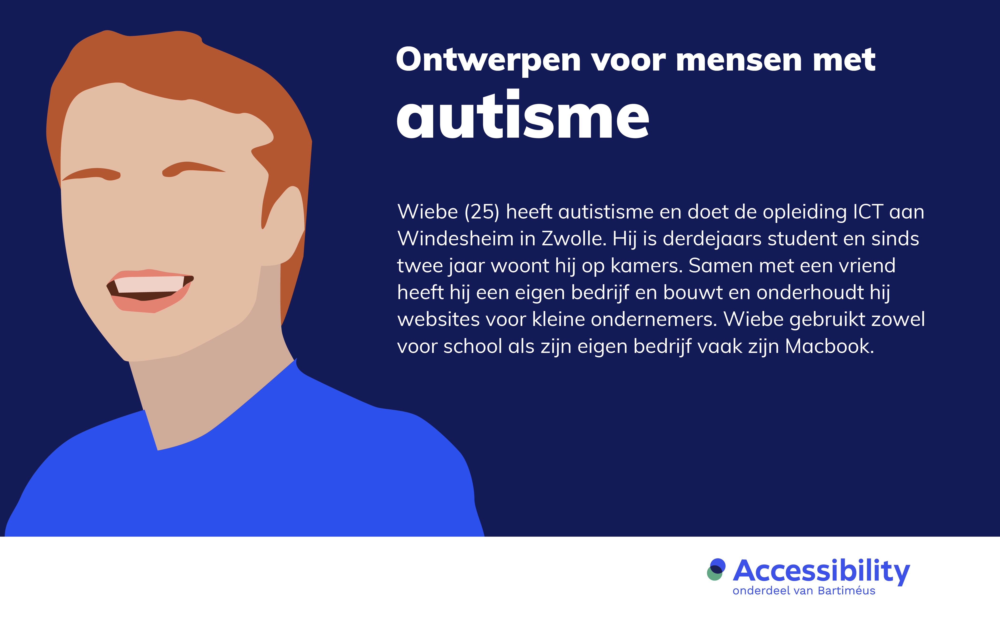 Ontwerpen voor mensen met
autisme
Wiebe (25) heeft autistisme en doet de opleiding ICT aan
Windesheim in Zwolle. Hij is derdejaars student en sinds
twee jaar woont hij op kamers. Samen met een vriend
heeft hij een eigen bedrijf en bouwt en onderhoudt hij
websites voor kleine ondernemers. Wiebe gebruikt zowel
voor school als zijn eigen bedrijf vaak zijn Macbook.
Accessibility
onderdeel van Bartiméus